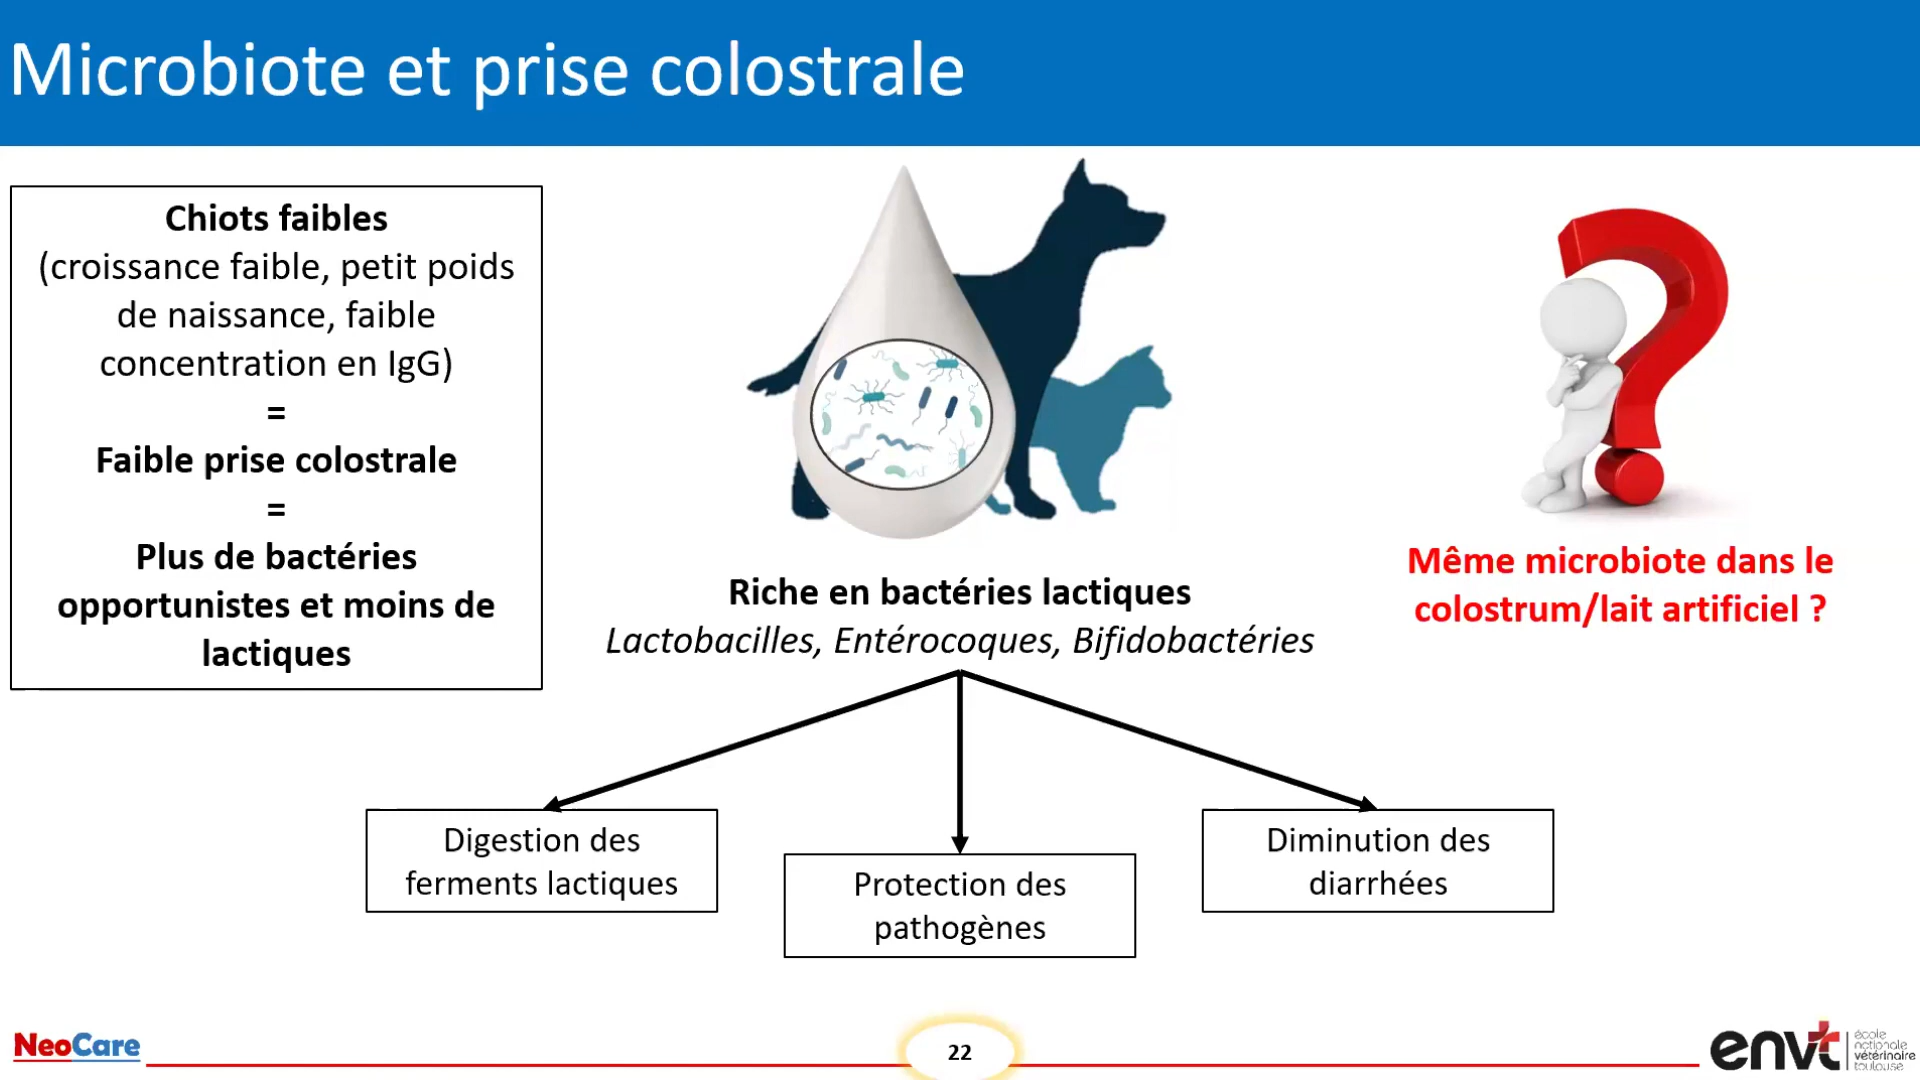 Microbiote et prise colostrale
Chiots faibles
(croissance faible, petit poids
de naissance, faible
concentration en IgG)
=
Faible prise colostrale
=
Plus de bactéries
opportunistes et moins de
lactiques
Riche en bactéries lactiques
Lactobacilles, Entérocoques, Bifidobactéries
Même microbiote dans le
colostrum/lait artificiel ?
Digestion des
ferments lactiques
Protection des
pathogènes
Diminution des
diarrhées
NeoCare
22
envt
école
nationale
vétérinaire
toulouse